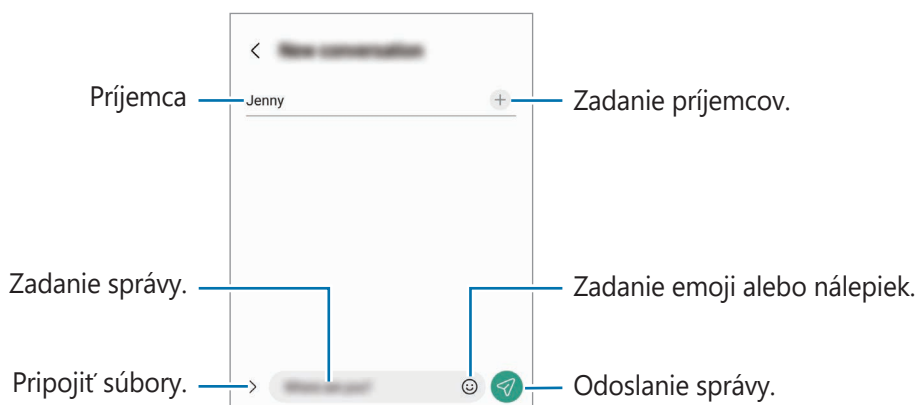 Príjemca
Jenny
Zadanie príjemcov.
Zadanie správy.
Zadanie emoji alebo nálepiek.
Pripojiť súbory.
Odoslanie správy.